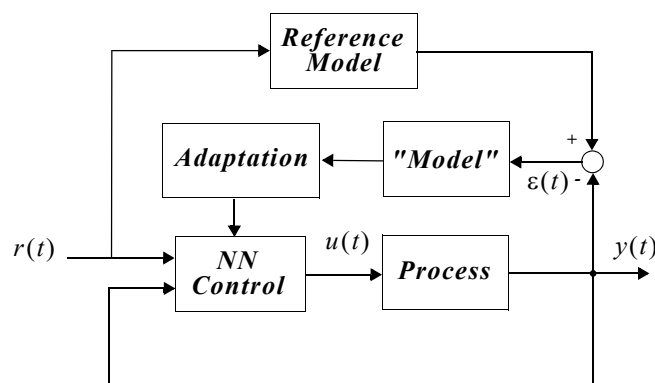 Reference
Model
+
Adaptation
"Model"
ε(t) -
r(t)
NN
Control
u(t)
Process
y(t)